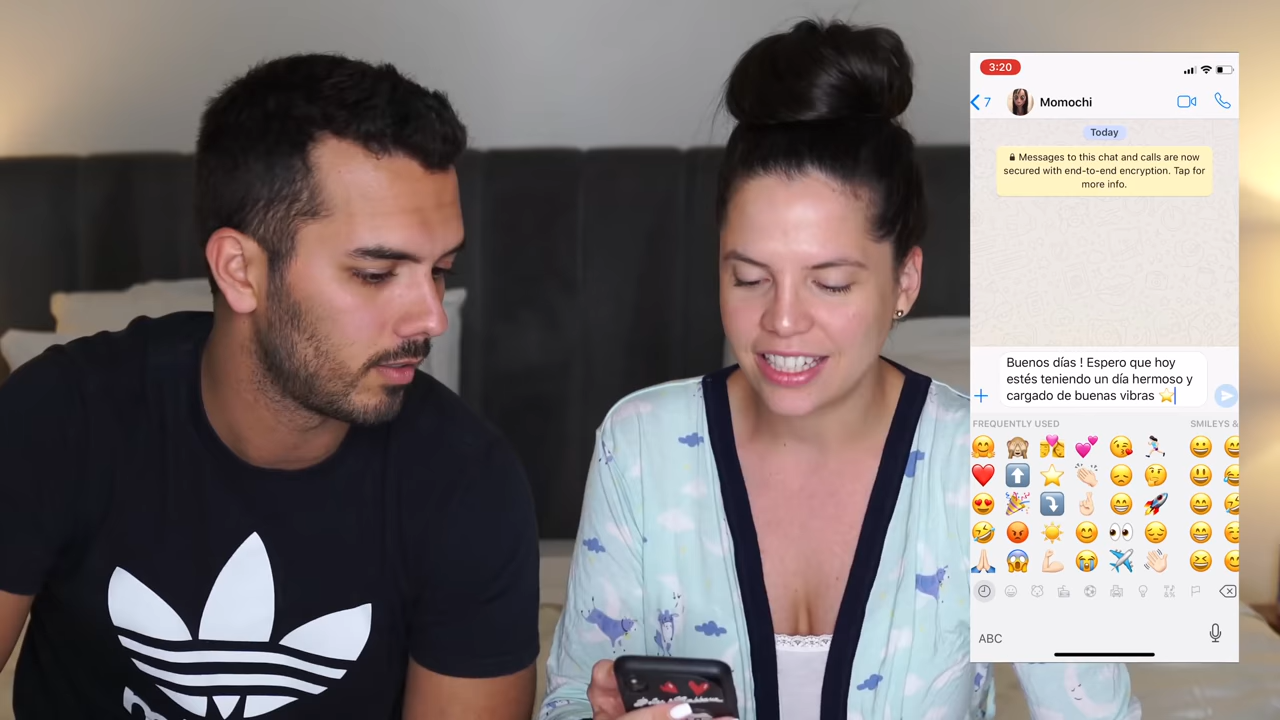 3:20
7
Momochi
Today
Messages to this chat and calls are now
secured with end-to-end encryption. Tap for
more info.
Buenos días ! Espero que hoy
estés teniendo un día hermoso y
cargado de buenas vibras ⭐
FREQUENTLY USED
SMILEYS &
ABC